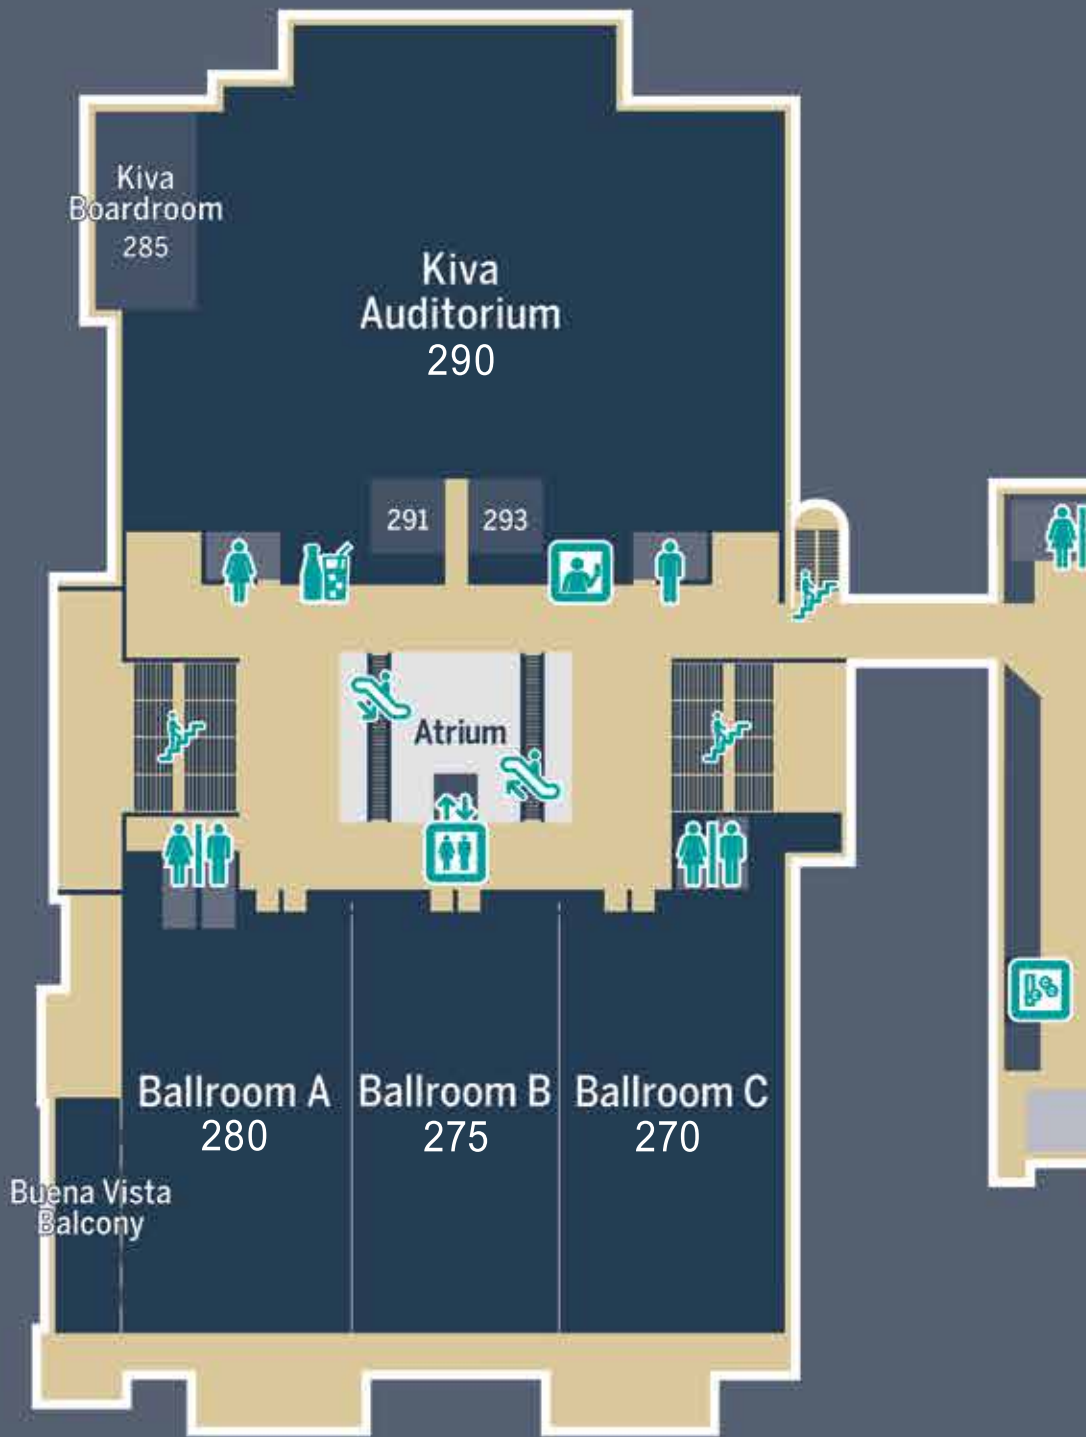 Kiva
Boardroom
285
Kiva
Auditorium
290
291
293
Atrium
Ballroom A
280
Ballroom B
275
Ballroom C
270
Buena Vista
Balcony